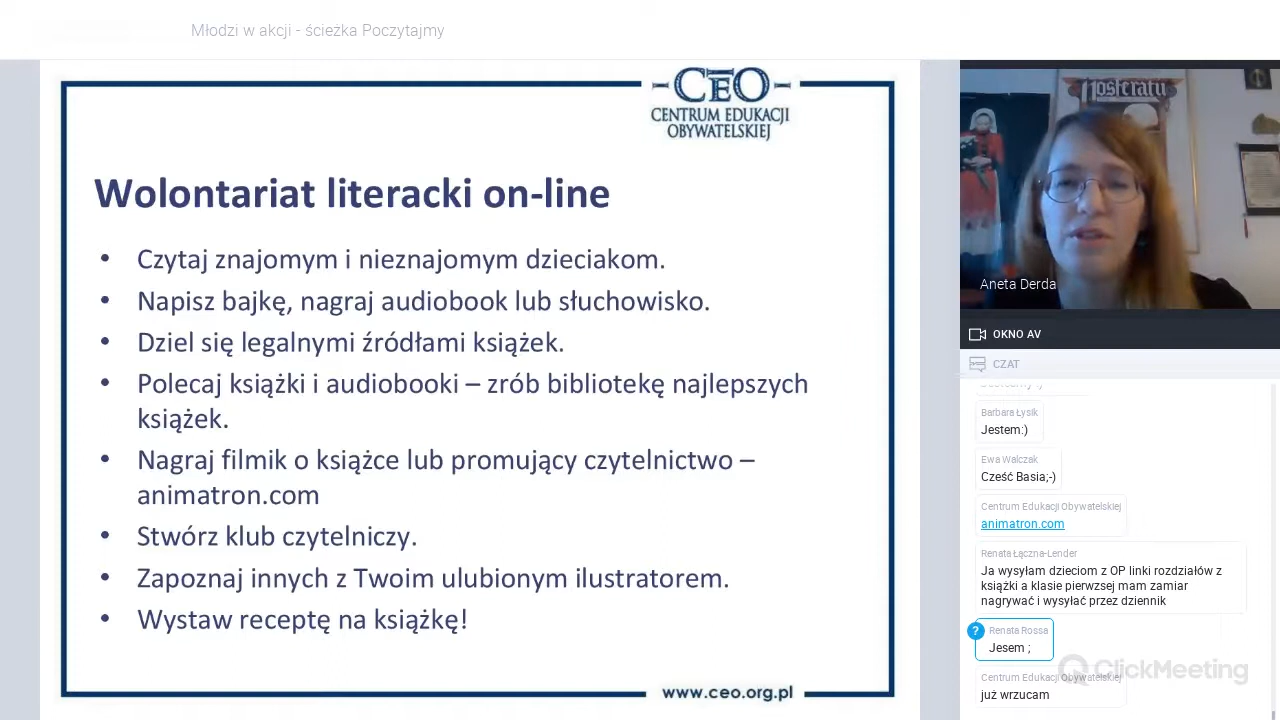 Młodzi w akcji - ścieżka Poczytajmy
CEO
CENTRUM EDUKACJI
OBYWATELSKIEJ
Wolontariat literacki on-line
• Czytaj znajomym i nieznajomym dzieciakom.
• Napisz bajkę, nagraj audiobook lub słuchowisko.
• Dziel się legalnymi źródłami książek.
• Polecaj książki i audiobooki – zrób bibliotekę najlepszych
książek.
• Nagraj filmik o książce lub promujący czytelnictwo –
animatron.com
• Stwórz klub czytelniczy.
• Zapoznaj innych z Twoim ulubionym ilustratorem.
• Wystaw receptę na książkę!
www.ceo.org.pl
Nosferatu
Aneta Derda
OKNO AV
CZAT
Barbara Łysik
Jestem:)
Ewa Walczak
Cześć Basia;-)
Centrum Edukacji Obywatelskiej
animatron.com
Renata Łączna-Lender
Ja wysyłam dzieciom z OP linki rozdziałów z
książki a klasie pierwzsej mam zamiar
nagrywać i wysyłać przez dziennik
?
Renata Rossa
Jesem ;
Centrum Edukacji Obywatelskiej
już wrzucam
ClickMeeting